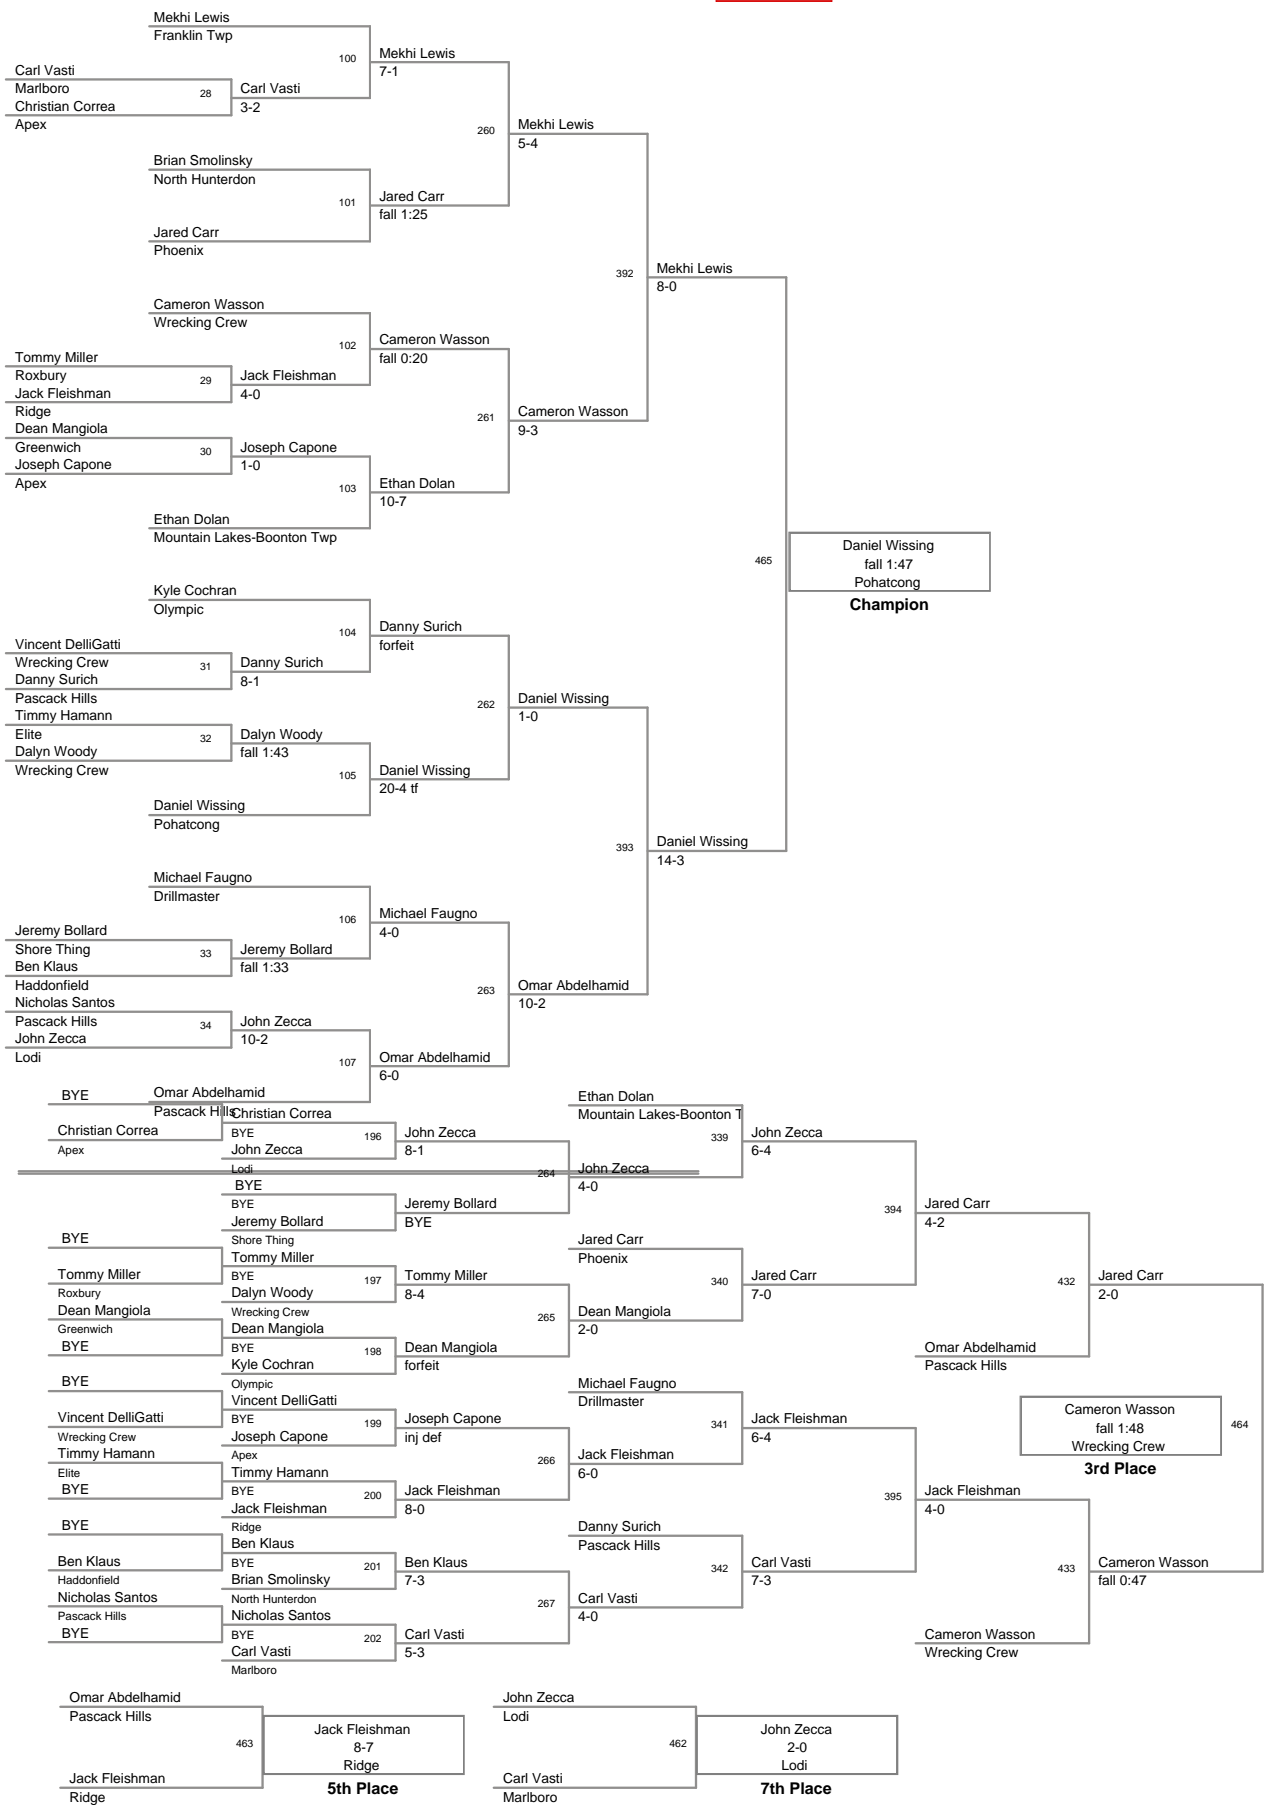 Mekhi Lewis
Franklin Twp
100
Mekhi Lewis
7-1
Carl Vasti
Marlboro
28
Carl Vasti
Christian Correa
3-2
Apex
260
Mekhi Lewis
5-4
Brian Smolinsky
North Hunterdon
101
Jared Carr
fall 1:25
Jared Carr
Phoenix
392
Mekhi Lewis
8-0
Cameron Wasson
Wrecking Crew
102
Cameron Wasson
fall 0:20
Tommy Miller
Roxbury
29
Jack Fleishman
Jack Fleishman
4-0
Ridge
261
Cameron Wasson
9-3
Dean Mangiola
Greenwich
30
Joseph Capone
Joseph Capone
1-0
Apex
103
Ethan Dolan
10-7
Ethan Dolan
Mountain Lakes-Boonton Twp
465
Daniel Wissing
fall 1:47
Pohatcong
Champion
Kyle Cochran
Olympic
104
Danny Surich
forfeit
Vincent DelliGatti
Wrecking Crew
31
Danny Surich
Danny Surich
8-1
Pascack Hills
262
Daniel Wissing
1-0
Timmy Hamann
Elite
32
Dalyn Woody
Dalyn Woody
fall 1:43
Wrecking Crew
105
Daniel Wissing
20-4 tf
Daniel Wissing
Pohatcong
393
Daniel Wissing
14-3
Michael Faugno
Drillmaster
106
Michael Faugno
4-0
Jeremy Bollard
Shore Thing
33
Jeremy Bollard
Ben Klaus
fall 1:33
Haddonfield
263
Omar Abdelhamid
10-2
Nicholas Santos
Pascack Hills
34
John Zecca
John Zecca
10-2
Lodi
107
Omar Abdelhamid
6-0
Omar Abdelhamid
Pascack Hills
BYE
Christian Correa
Apex
Christian Correa
BYE
196
John Zecca
Lodi
John Zecca
8-1
BYE
BYE
Jeremy Bollard
Shore Thing
Jeremy Bollard
BYE
264
John Zecca
4-0
Ethan Dolan
Mountain Lakes-Boonton T
339
John Zecca
6-4
394
Jared Carr
4-2
BYE
Tommy Miller
Roxbury
Tommy Miller
BYE
197
Dalyn Woody
Wrecking Crew
Tommy Miller
8-4
Dean Mangiola
Greenwich
BYE
Dean Mangiola
BYE
198
Kyle Cochran
Olympic
Dean Mangiola
forfeit
265
Dean Mangiola
2-0
Jared Carr
Phoenix
340
Jared Carr
7-0
432
Jared Carr
2-0
Omar Abdelhamid
Pascack Hills
BYE
Vincent DelliGatti
Wrecking Crew
Vincent DelliGatti
BYE
199
Joseph Capone
Apex
Joseph Capone
inj def
Timmy Hamann
Elite
BYE
Timmy Hamann
BYE
200
Jack Fleishman
Ridge
Jack Fleishman
8-0
266
Jack Fleishman
6-0
Michael Faugno
Drillmaster
341
Jack Fleishman
6-4
395
Jack Fleishman
4-0
Cameron Wasson
fall 1:48
Wrecking Crew
464
3rd Place
BYE
Ben Klaus
Haddonfield
Ben Klaus
BYE
201
Brian Smolinsky
North Hunterdon
Ben Klaus
7-3
Nicholas Santos
Pascack Hills
BYE
Nicholas Santos
BYE
202
Carl Vasti
Marlboro
Carl Vasti
5-3
267
Carl Vasti
4-0
Danny Surich
Pascack Hills
342
Carl Vasti
7-3
433
Cameron Wasson
fall 0:47
Cameron Wasson
Wrecking Crew
Omar Abdelhamid
Pascack Hills
463
Jack Fleishman
8-7
Ridge
5th Place
Jack Fleishman
Ridge
John Zecca
Lodi
462
John Zecca
2-0
Lodi
7th Place
Carl Vasti
Marlboro